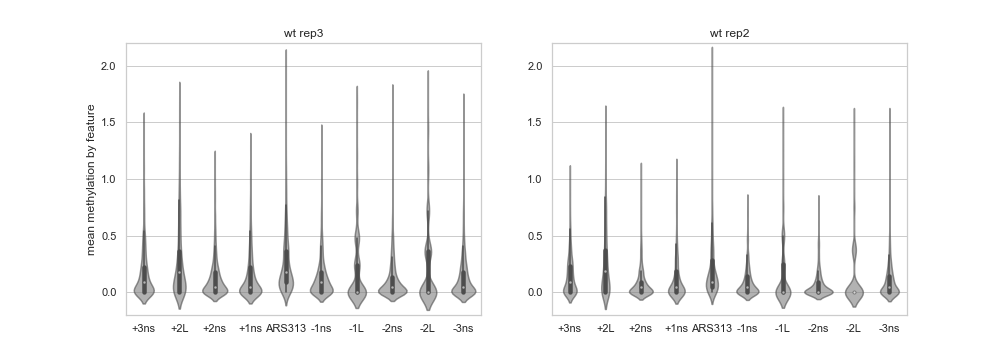 wt rep3
mean methylation by feature
2.0
1.5
1.0
0.5
0.0
+3ns +2L +2ns +1ns ARS313 -1ns -1L -2ns -2L -3ns
wt rep2
2.0
1.5
1.0
0.5
0.0
+3ns +2L +2ns +1ns ARS313 -1ns -1L -2ns -2L -3ns